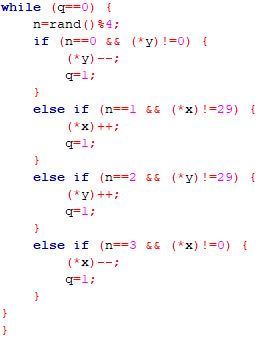 while (q==0) {
    n=rand()%4;
    if (n==0 && (*y)!=0) {
        (*y)--;
        q=1;
    }
    else if (n==1 && (*x)!=29) {
        (*x)++;
        q=1;
    }
    else if (n==2 && (*y)!=29) {
        (*y)++;
        q=1;
    }
    else if (n==3 && (*x)!=0) {
        (*x)--;
        q=1;
    }
}
}